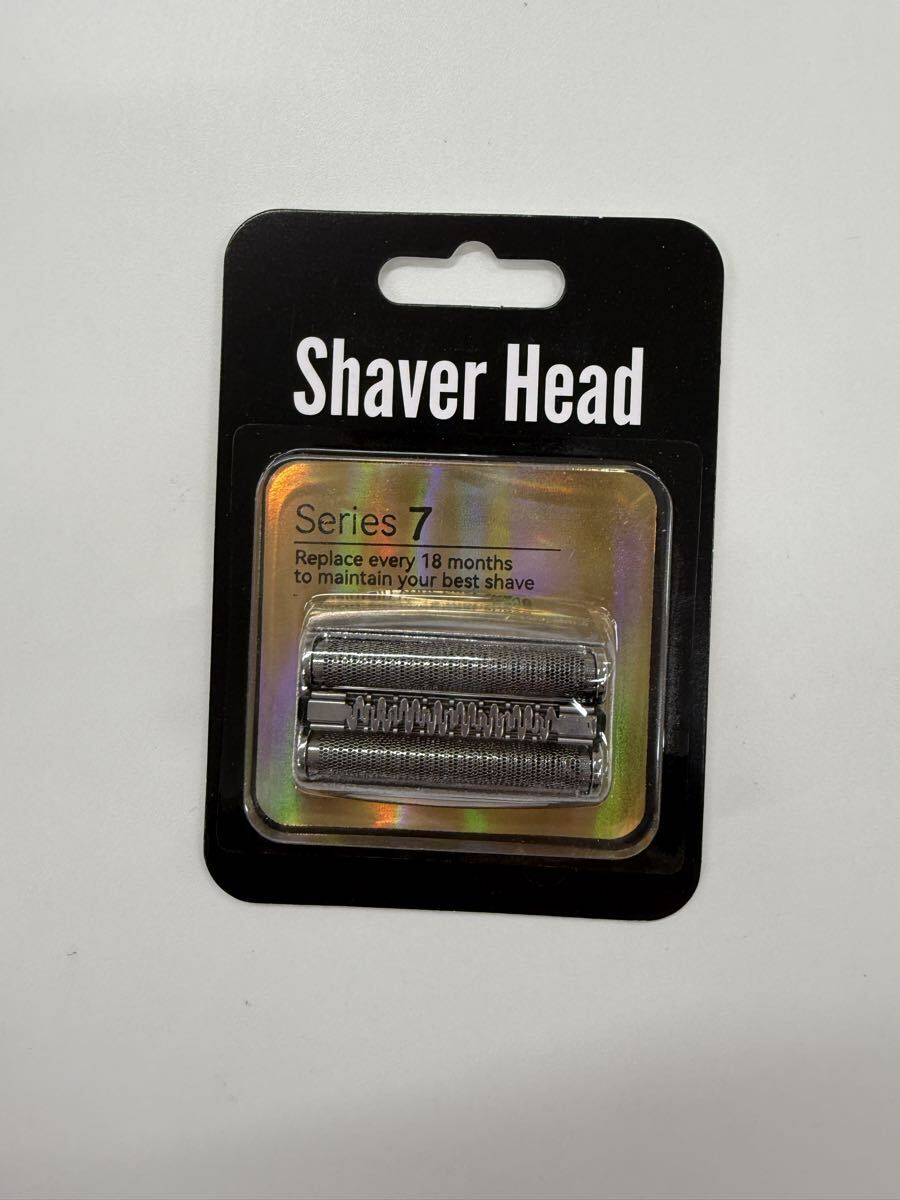 Shaver Head
Series 7
Replace every 18 months
to maintain your best shave